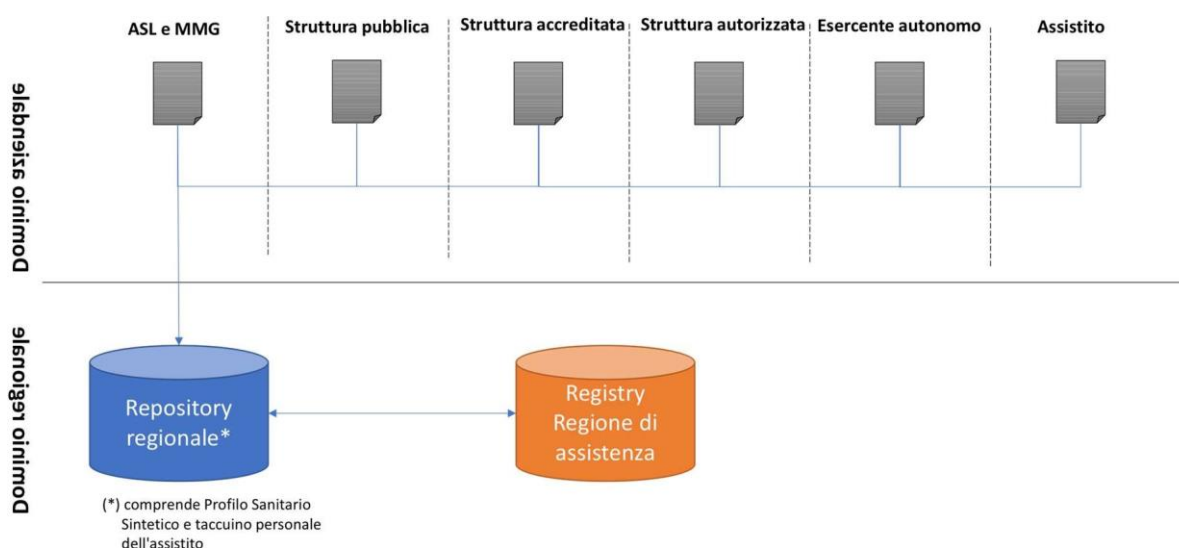 ASL e MMG
Struttura pubblica
Struttura accreditata
Struttura autorizzata
Esercente autonomo
Assistito
Dominio aziendale
Dominio regionale
Repository
regionale*
Registry
Regione di
assistenza
(*) comprende Profilo Sanitario
Sintetico e taccuino personale
dell'assistito